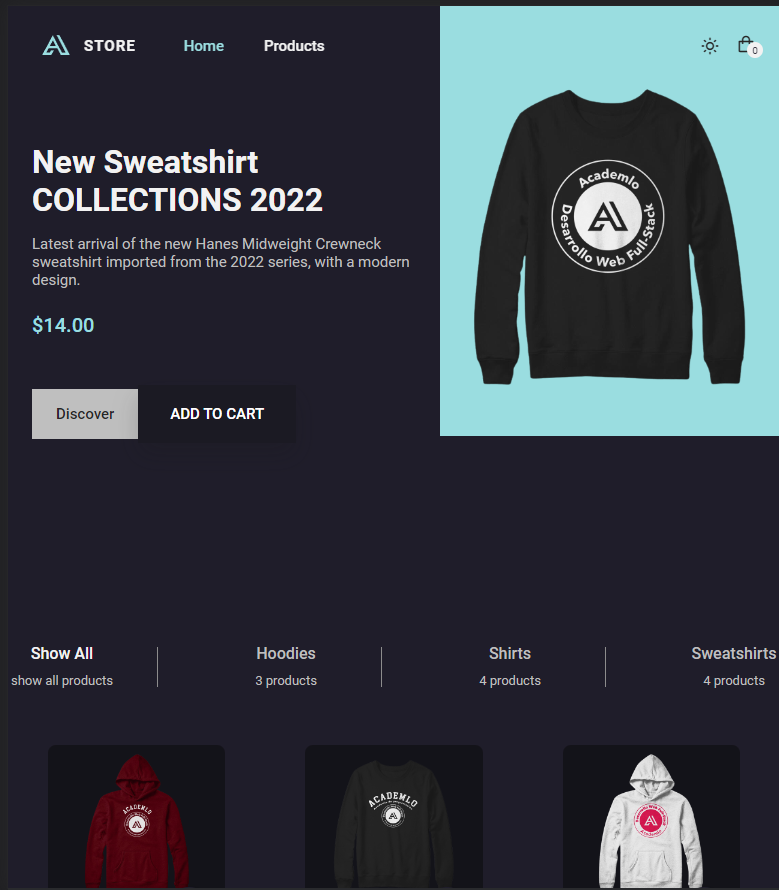 STORE
Home
Products
0
New Sweatshirt
COLLECTIONS 2022
Latest arrival of the new Hanes Midweight Crewneck
sweatshirt imported from the 2022 series, with a modern
design.
$14.00
Discover
ADD TO CART
Academlo
Desarrollo Web Full-Stack
Show All
show all products
Hoodies
3 products
Shirts
4 products
Sweatshirts
4 products
ACADEMLO
ACADEMLO